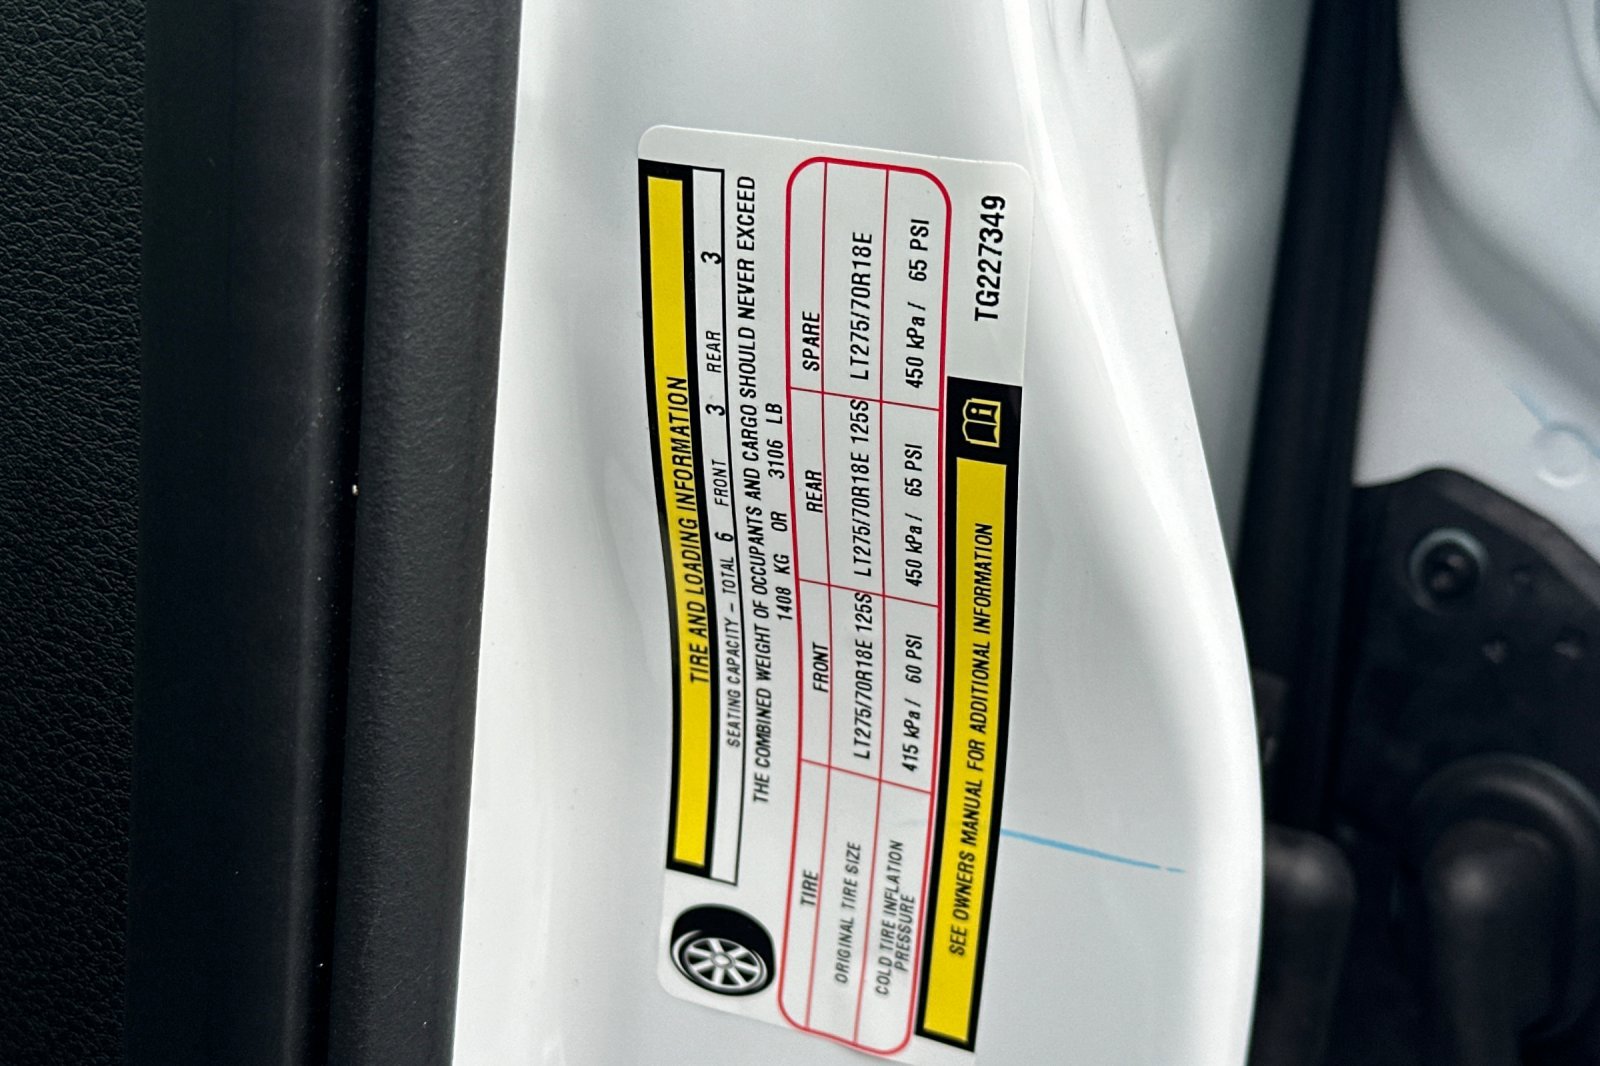 TIRE AND LOADING INFORMATION
SEATING CAPACITY - TOTAL 6 FRONT 3 REAR 3
THE COMBINED WEIGHT OF OCCUPANTS AND CARGO SHOULD NEVER EXCEED
1408 KG OR 3106 LB
TIRE FRONT REAR SPARE
ORIGINAL TIRE SIZE LT275/70R18E 125S LT275/70R18E 125S LT275/70R18E
COLD TIRE INFLATION
PRESSURE 415 kPa / 60 PSI 450 kPa / 65 PSI 450 kPa / 65 PSI
SEE OWNERS MANUAL FOR ADDITIONAL INFORMATION
TG227349